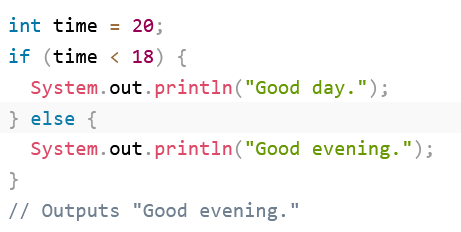 int time = 20;
if (time < 18) {
  System.out.println("Good day.");
} else {
  System.out.println("Good evening.");
}
// Outputs "Good evening."